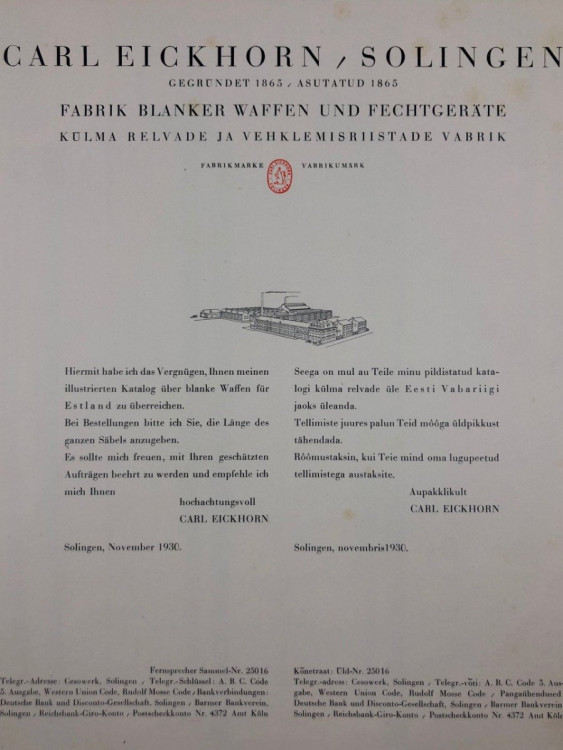 CARL EICKHORN / SOLINGEN
GEGRÜNDET 1865 / ASUTATUD 1865
FABRIK BLANKER WAFFEN UND FECHTGERÄTE
KÜLMA RELVADE JA VEHKLEMISRIISTADE VABRIK
FABRIKMARKE VABRIKUMÄRK
Hiermit habe ich das Vergnügen, Ihnen meinen
illustrierten Katalog über blanke Waffen für
Estland zu überreichen.
Bei Bestellungen bitte ich Sie, die Länge des
ganzen Säbels anzugeben.
Es sollte mich freuen, mit Ihren geschätzten
Aufträgen beehrt zu werden und empfehle ich
mich Ihnen
hochachtungsvoll
CARL EICKHORN
Solingen, November 1930.
Seega on mul au Teile minu pildistatud kata-
logi külma relvade üle Eesti Vabariigi
jaoks üleanda.
Tellimiste juures palun Teid mõõga üldpikkust
tähendada.
Rõõmustaksin, kui Teie mind oma lugupeetud
tellimistega austaksite.
Aupakklikult
CARL EICKHORN
Solingen, novembris1930.
Fernsprecher Sammel-Nr. 25016
Telegr.-Adresse: Cesowerk, Solingen / Telegr.-Schlüssel: A. B. C. Code
5. Ausgabe, Western Union Code, Rudolf Mosse Code / Bankverbindungen:
Deutsche Bank und Disconto-Gesellschaft, Solingen / Barmer Bankverein,
Solingen / Reichsbank-Giro-Konto / Postscheckkonto Nr. 4372 Amt Köln
Kõnetraat: Üld-Nr. 25016
Telegr.-adress: Cesowerk, Solingen / Telegr.-võti: A. B. C. Code 5. Aus-
gabe, Western Union Code, Rudolf Mosse Code / Pangaühendused
Deutsche Bank und Disconto-Gesellschaft, Solingen / Barmer Bankverein,
Solingen / Reichsbank-Giro-Konto / Postscheckkonto Nr. 4372 Amt Köln